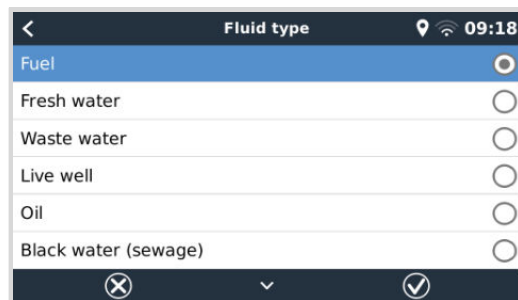 Fluid type 09:18
Fuel
Fresh water
Waste water
Live well
Oil
Black water (sewage)